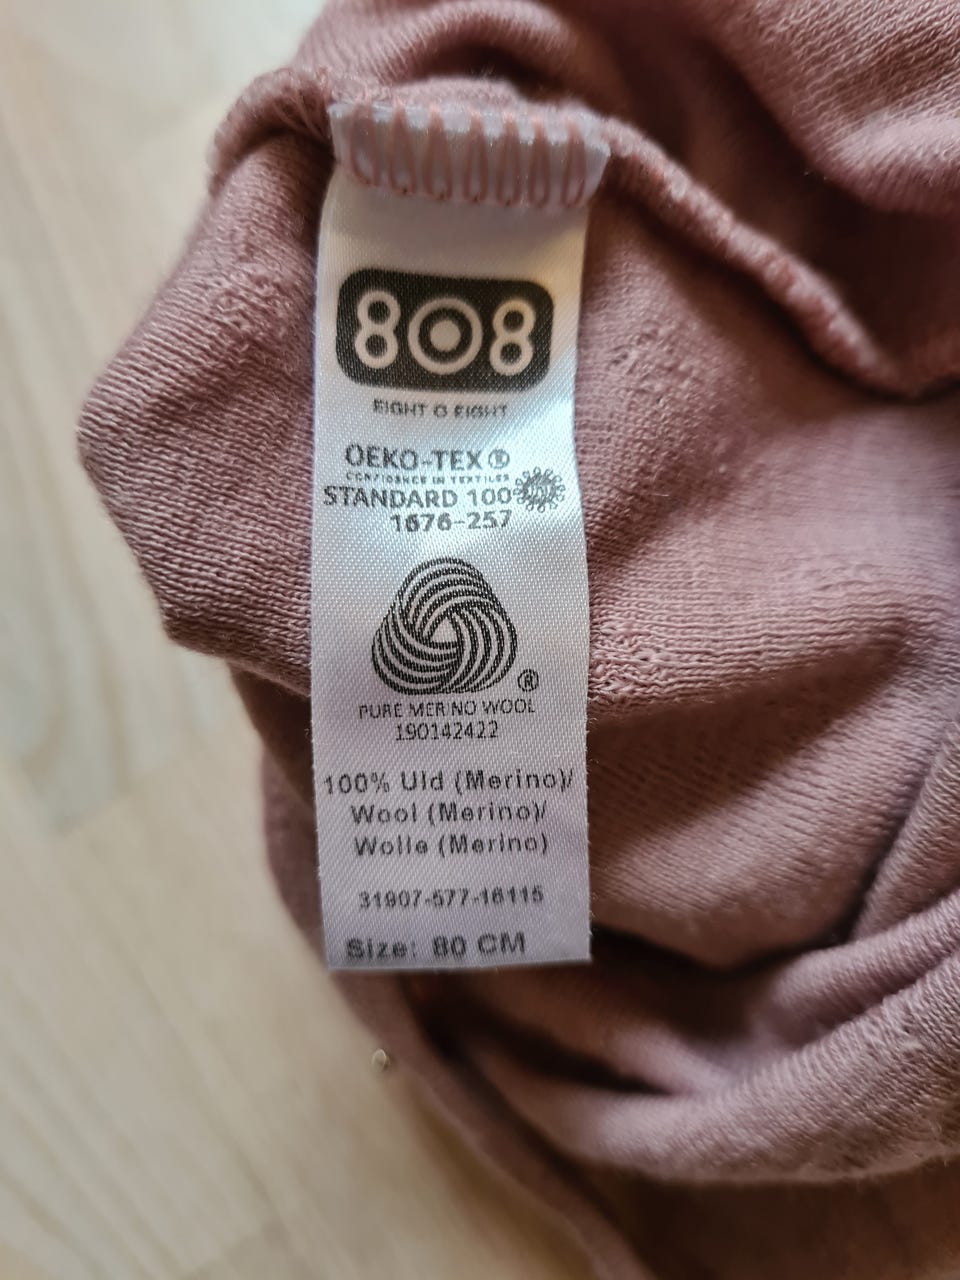 808
EIGHT O EIGHT
OEKO-TEX®
CONFIDENCE IN TEXTILES
STANDARD 100
1676-257
®
PURE MERINO WOOL
190142422
100% Uld (Merino)/
Wool (Merino)/
Wolle (Merino)
31907-577-16115
Size: 80 CM